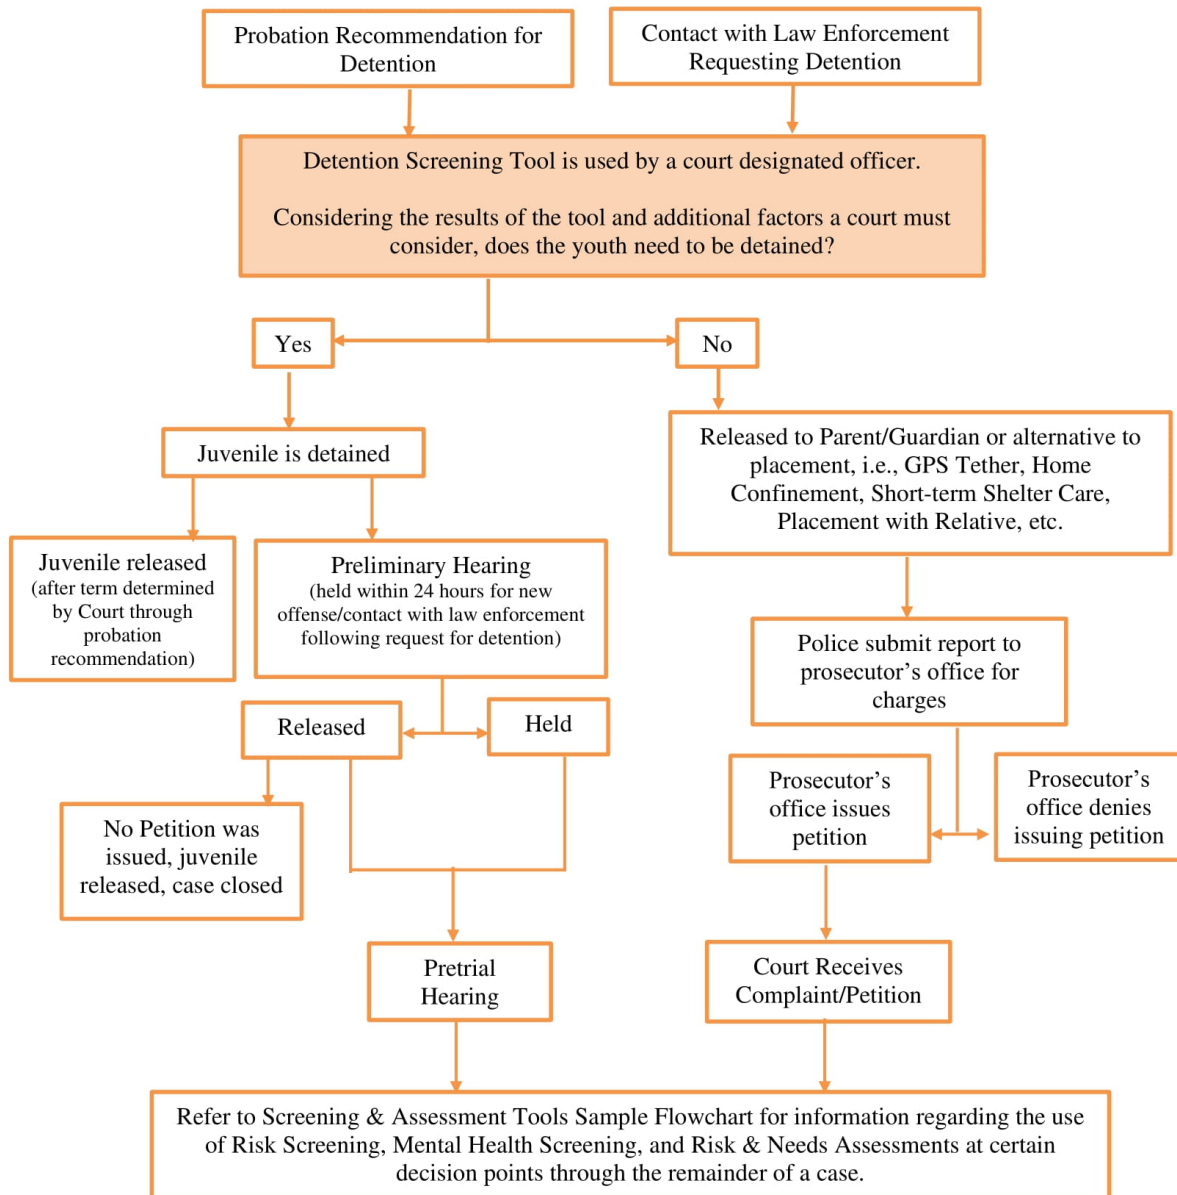 Probation Recommendation for
Detention
Contact with Law Enforcement
Requesting Detention
Detention Screening Tool is used by a court designated officer.
Considering the results of the tool and additional factors a court must
consider, does the youth need to be detained?
Yes
No
Juvenile is detained
Released to Parent/Guardian or alternative to
placement, i.e., GPS Tether, Home
Confinement, Short-term Shelter Care,
Placement with Relative, etc.
Juvenile released
(after term determined
by Court through
probation
recommendation)
Preliminary Hearing
(held within 24 hours for new
offense/contact with law enforcement
following request for detention)
Police submit report to
prosecutor’s office for
charges
Released
Held
Prosecutor’s
office issues
petition
Prosecutor’s
office denies
issuing petition
No Petition was
issued, juvenile
released, case closed
Pretrial
Hearing
Court Receives
Complaint/Petition
Refer to Screening & Assessment Tools Sample Flowchart for information regarding the use
of Risk Screening, Mental Health Screening, and Risk & Needs Assessments at certain
decision points through the remainder of a case.